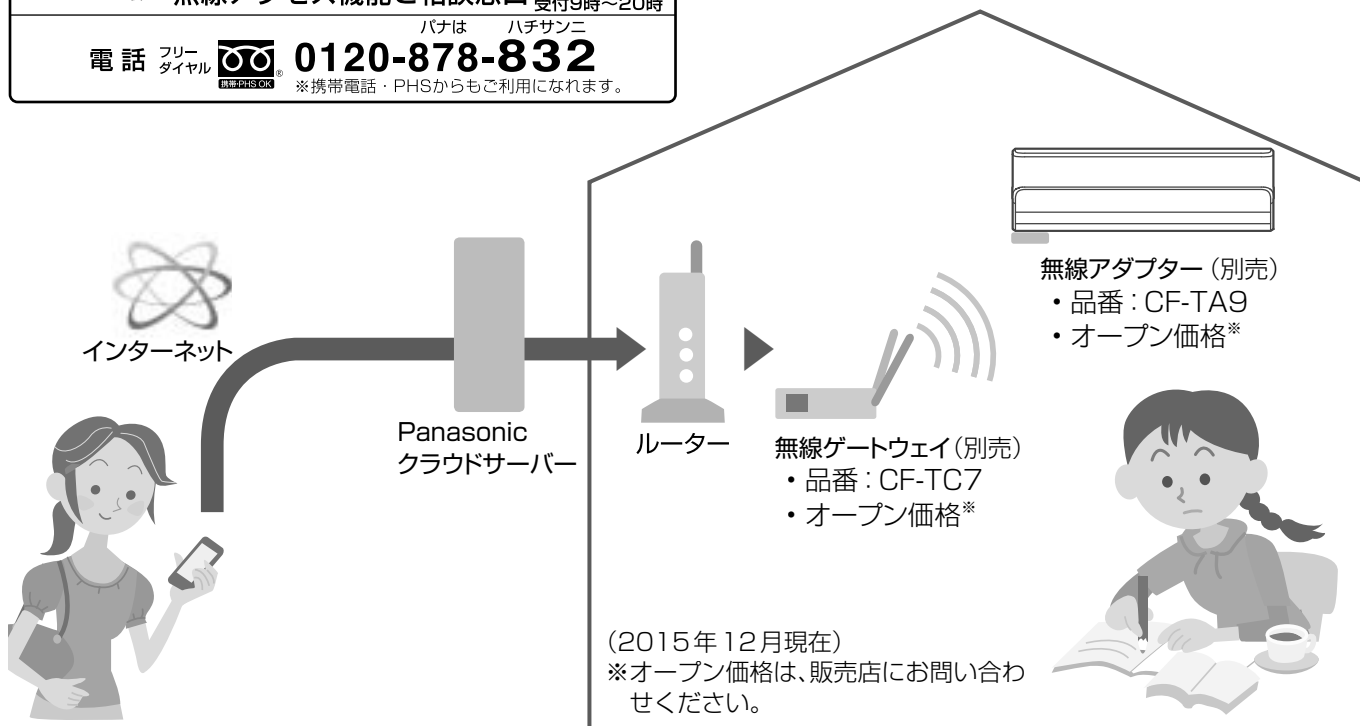 無線アクセス機能ご相談窓口 受付9時~20時
パナは ハチサンニ
電話 フリーダイヤル 0120-878-832
携帯・PHS OK
※携帯電話・PHSからもご利用になれます。
インターネット
Panasonic
クラウドサーバー
ルーター
無線ゲートウェイ(別売)
・品番:CF-TC7
・オープン価格※
無線アダプター(別売)
・品番:CF-TA9
・オープン価格※
(2015年12月現在)
※オープン価格は、販売店にお問い合わ
せください。